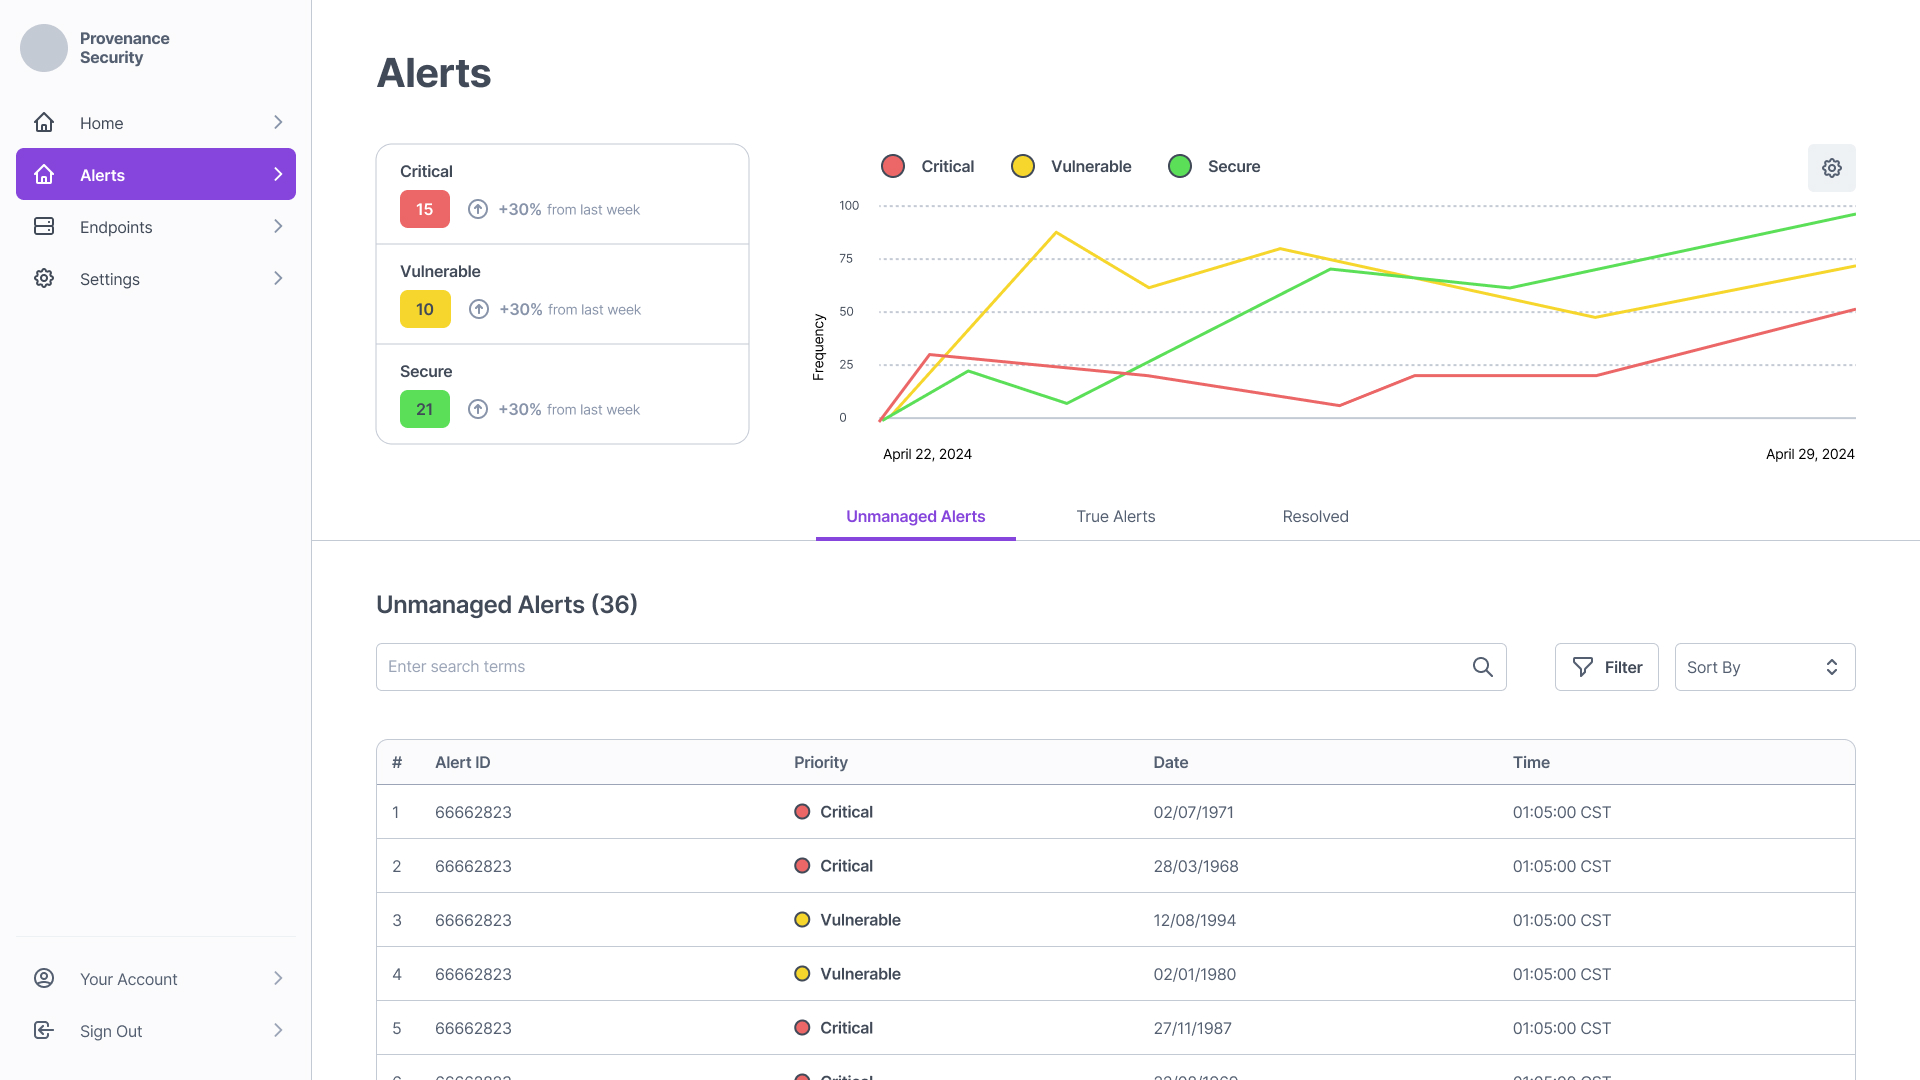 Provenance
Security
Home
Alerts
Endpoints
Settings
Your Account
Sign Out
Alerts
Critical
15 +30% from last week
Vulnerable
10 +30% from last week
Secure
21 +30% from last week
Critical Vulnerable Secure
Frequency
100
75
50
25
0
April 22, 2024 April 29, 2024
Unmanaged Alerts True Alerts Resolved
Unmanaged Alerts (36)
Enter search terms Filter Sort By
# Alert ID Priority Date Time
1 66662823 Critical 02/07/1971 01:05:00 CST
2 66662823 Critical 28/03/1968 01:05:00 CST
3 66662823 Vulnerable 12/08/1994 01:05:00 CST
4 66662823 Vulnerable 02/01/1980 01:05:00 CST
5 66662823 Critical 27/11/1987 01:05:00 CST